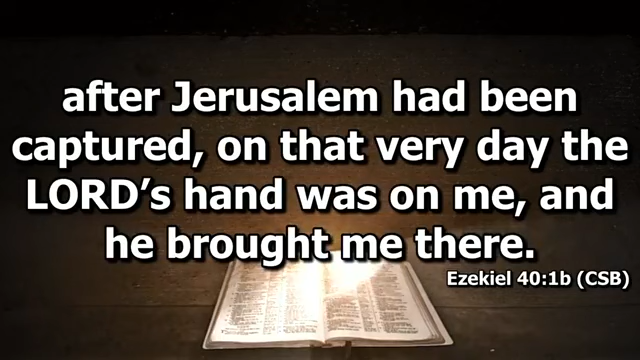 after Jerusalem had been
captured, on that very day the
LORD’s hand was on me, and
he brought me there.
Ezekiel 40:1b (CSB)